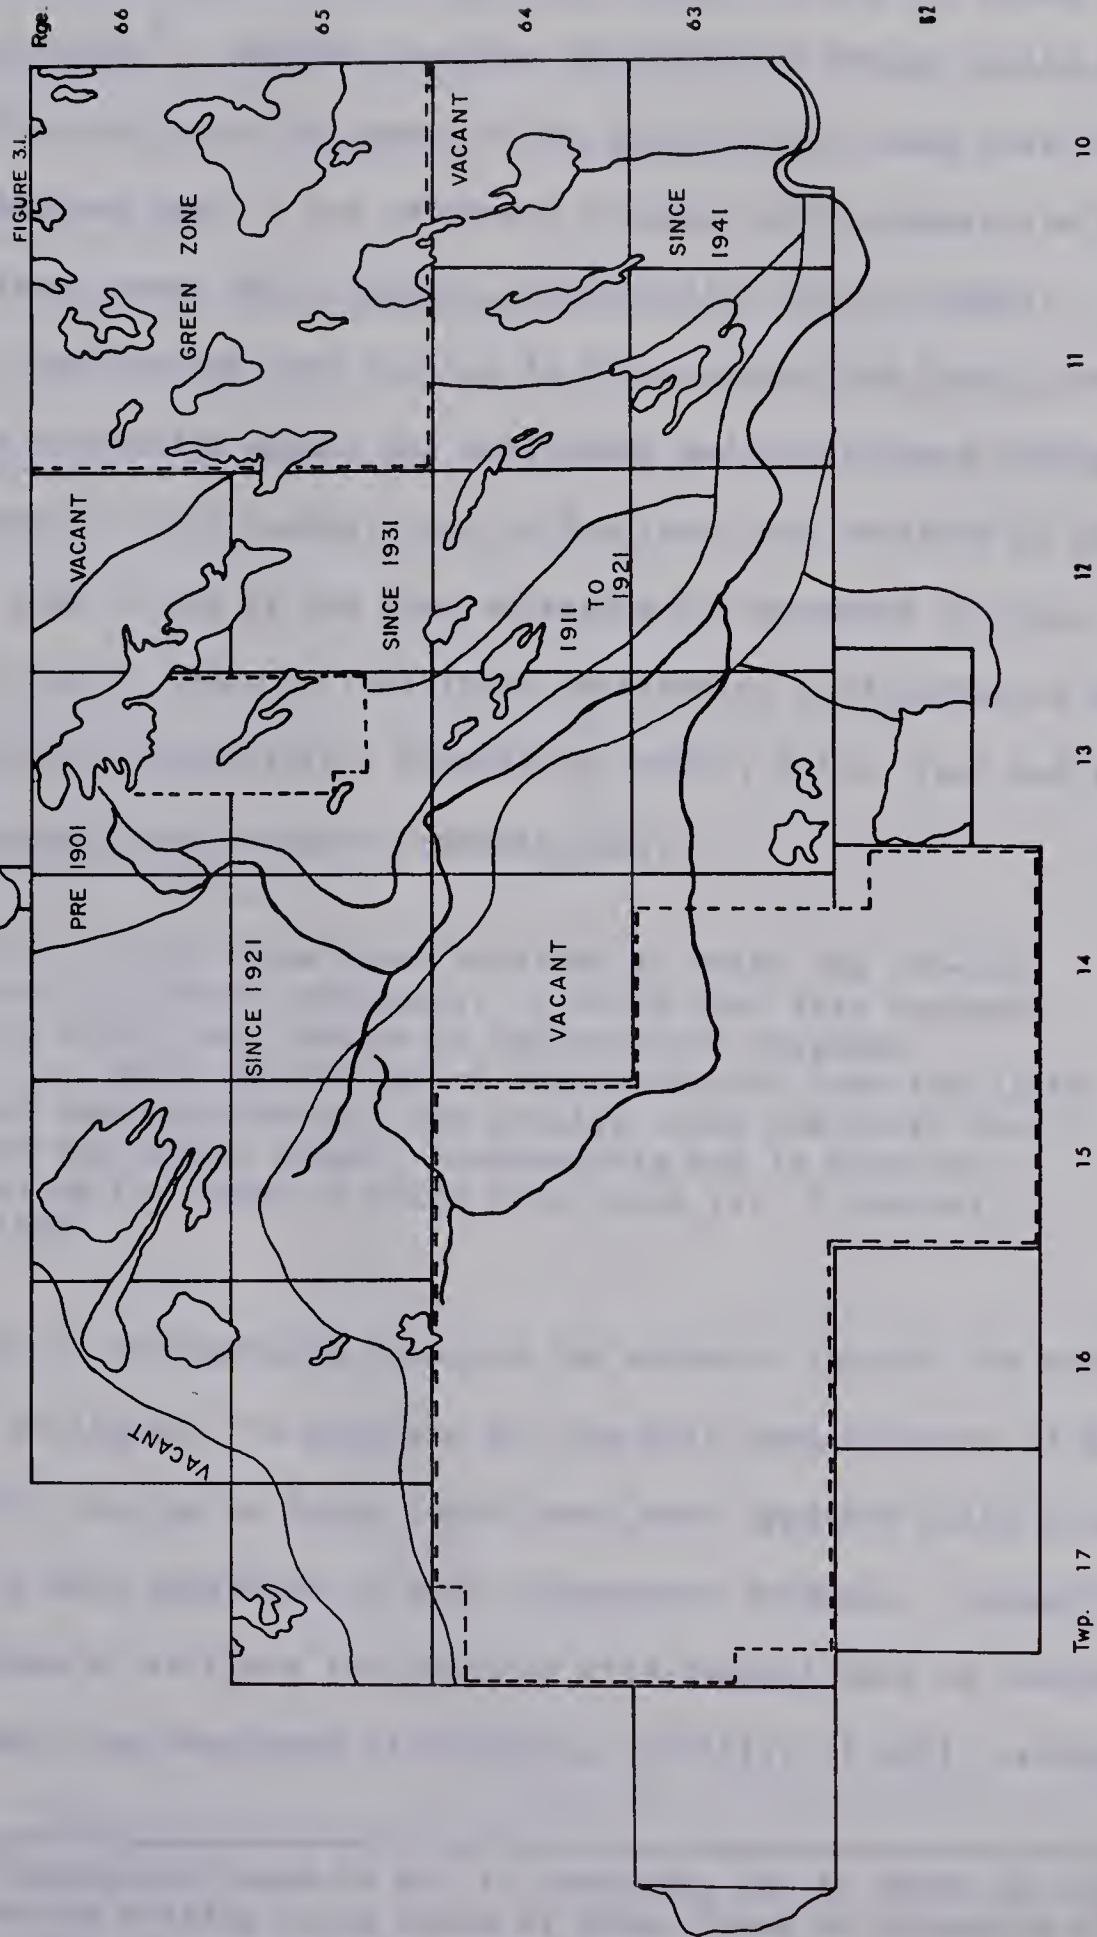 FIGURE 3.1.
Rge.
66
65
64
63
62
GREEN ZONE
VACANT
VACANT
SINCE
1941
PRE 1901
SINCE 1931
1911
TO
1921
SINCE 1921
VACANT
VACANT
Twp.
17
16
15
14
13
12
11
10